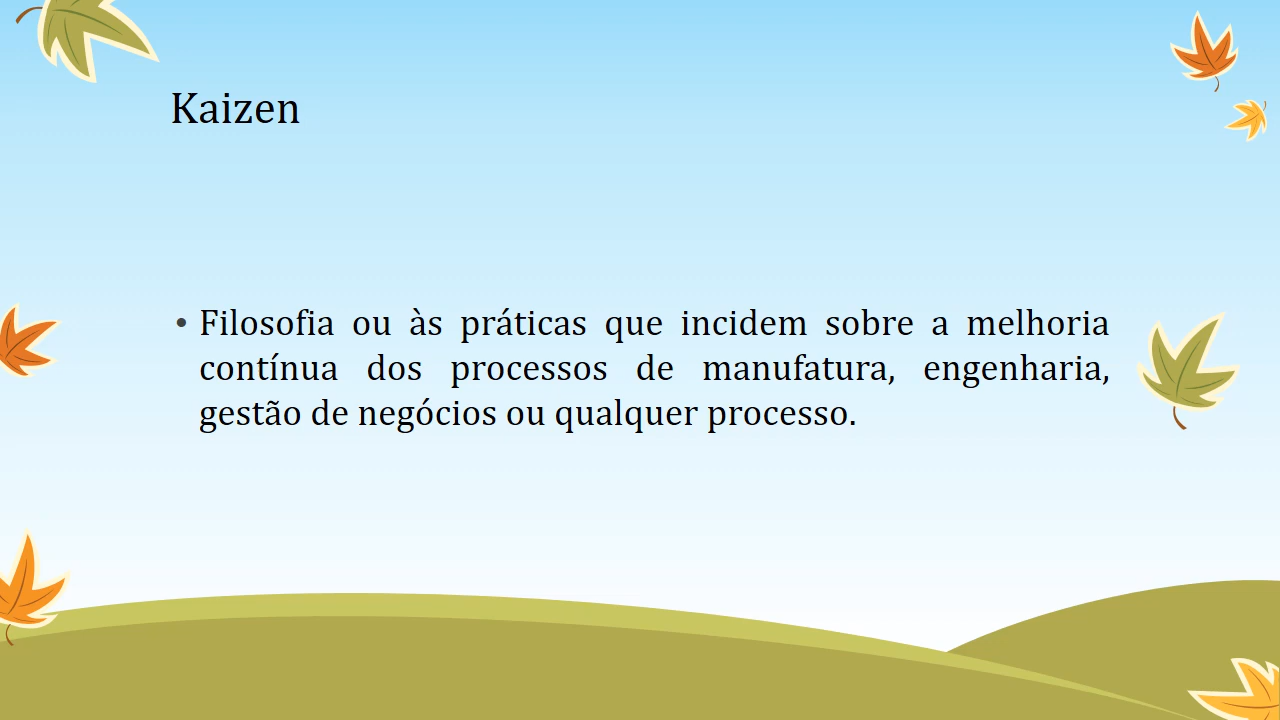 Kaizen
• Filosofia ou às práticas que incidem sobre a melhoria
contínua dos processos de manufatura, engenharia,
gestão de negócios ou qualquer processo.